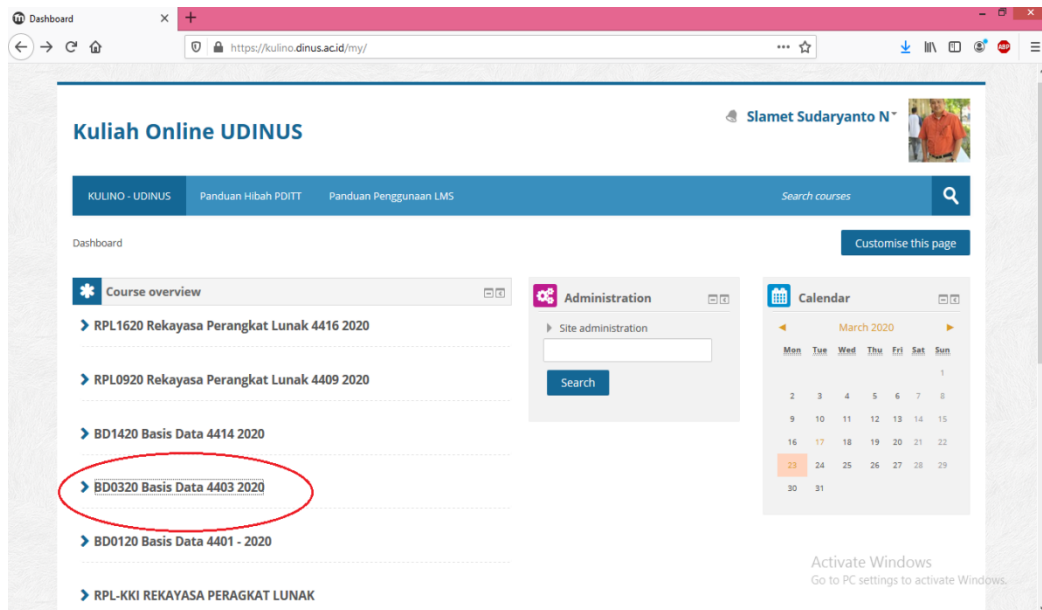 Dashboard
https://kulino.dinus.ac.id/my/
ABP
Kuliah Online UDINUS
Slamet Sudaryanto N
KULINO - UDINUS Panduan Hibah PDITT Panduan Penggunaan LMS Search courses
Dashboard
Customise this page
Course overview
RPL1620 Rekayasa Perangkat Lunak 4416 2020
RPL0920 Rekayasa Perangkat Lunak 4409 2020
BD1420 Basis Data 4414 2020
BD0320 Basis Data 4403 2020
BD0120 Basis Data 4401 - 2020
RPL-KKI REKAYASA PERAGKAT LUNAK
Administration
Site administration
Search
Calendar
March 2020
Mon Tue Wed Thu Fri Sat Sun
1
2 3 4 5 6 7 8
9 10 11 12 13 14 15
16 17 18 19 20 21 22
23 24 25 26 27 28 29
30 31
Activate Windows
Go to PC settings to activate Windows.